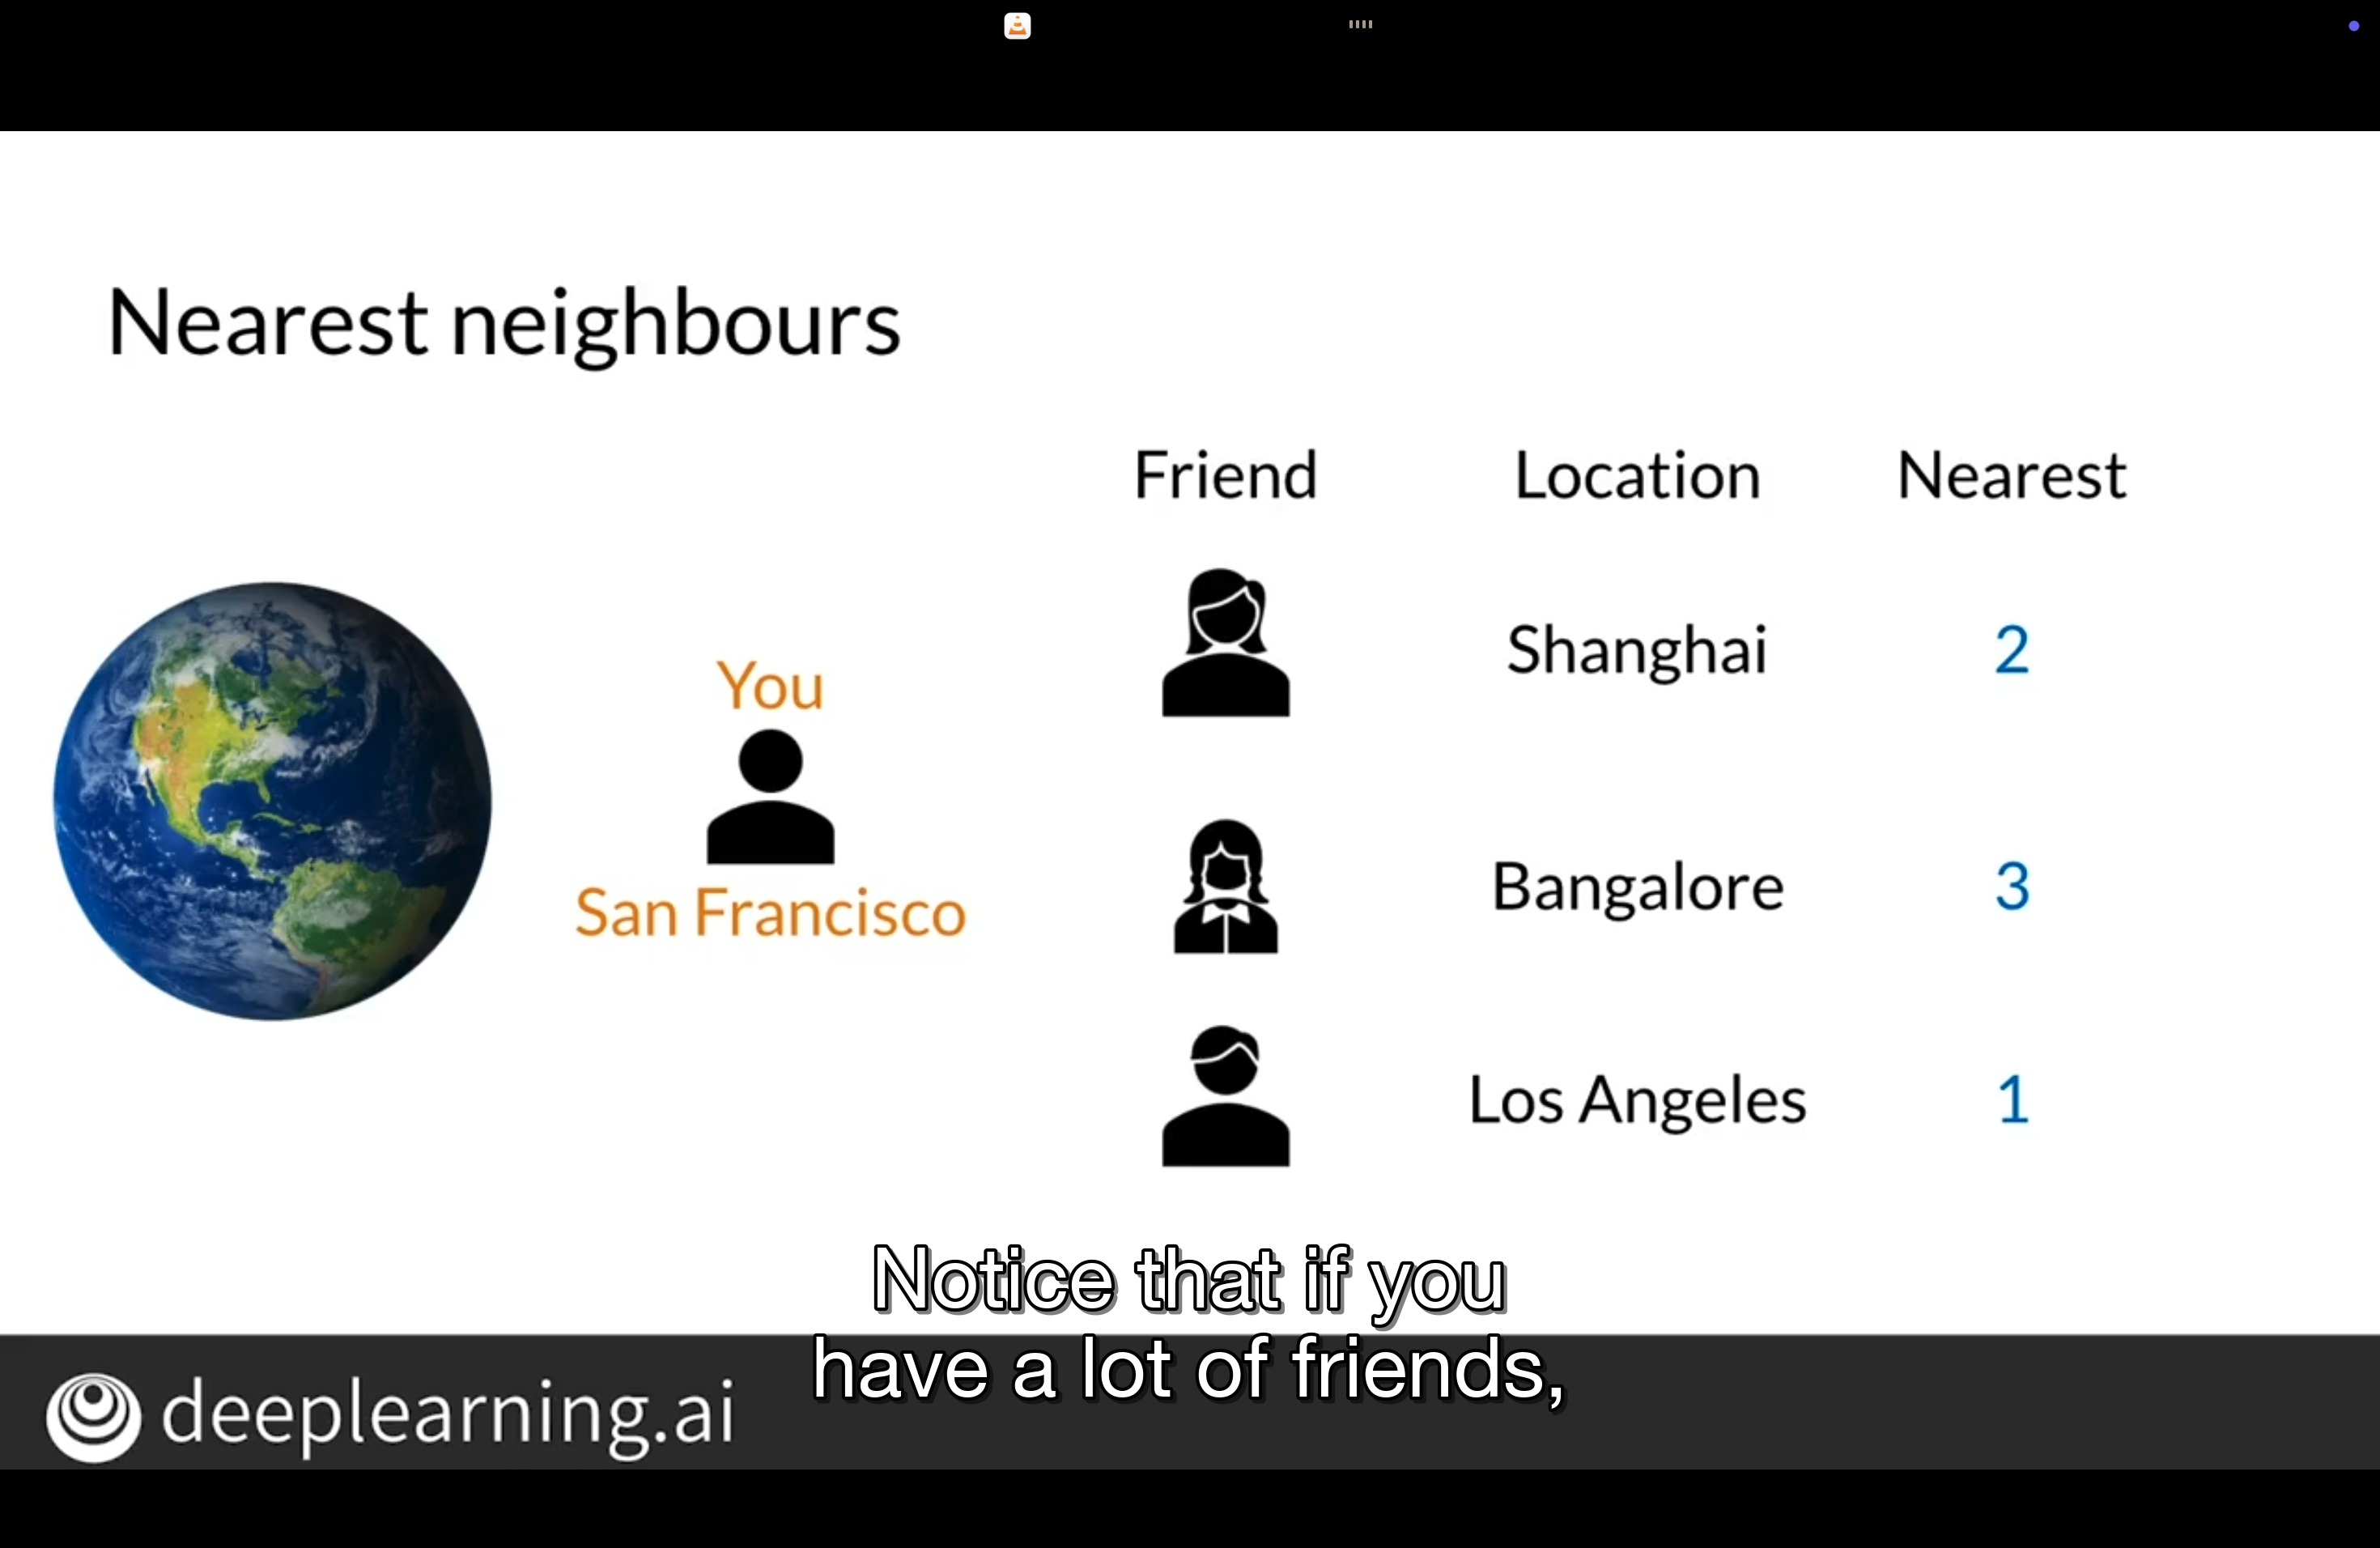 Nearest neighbours
Friend Location Nearest
You
San Francisco
Shanghai 2
Bangalore 3
Los Angeles 1
Notice that if you
have a lot of friends,
deeplearning.ai